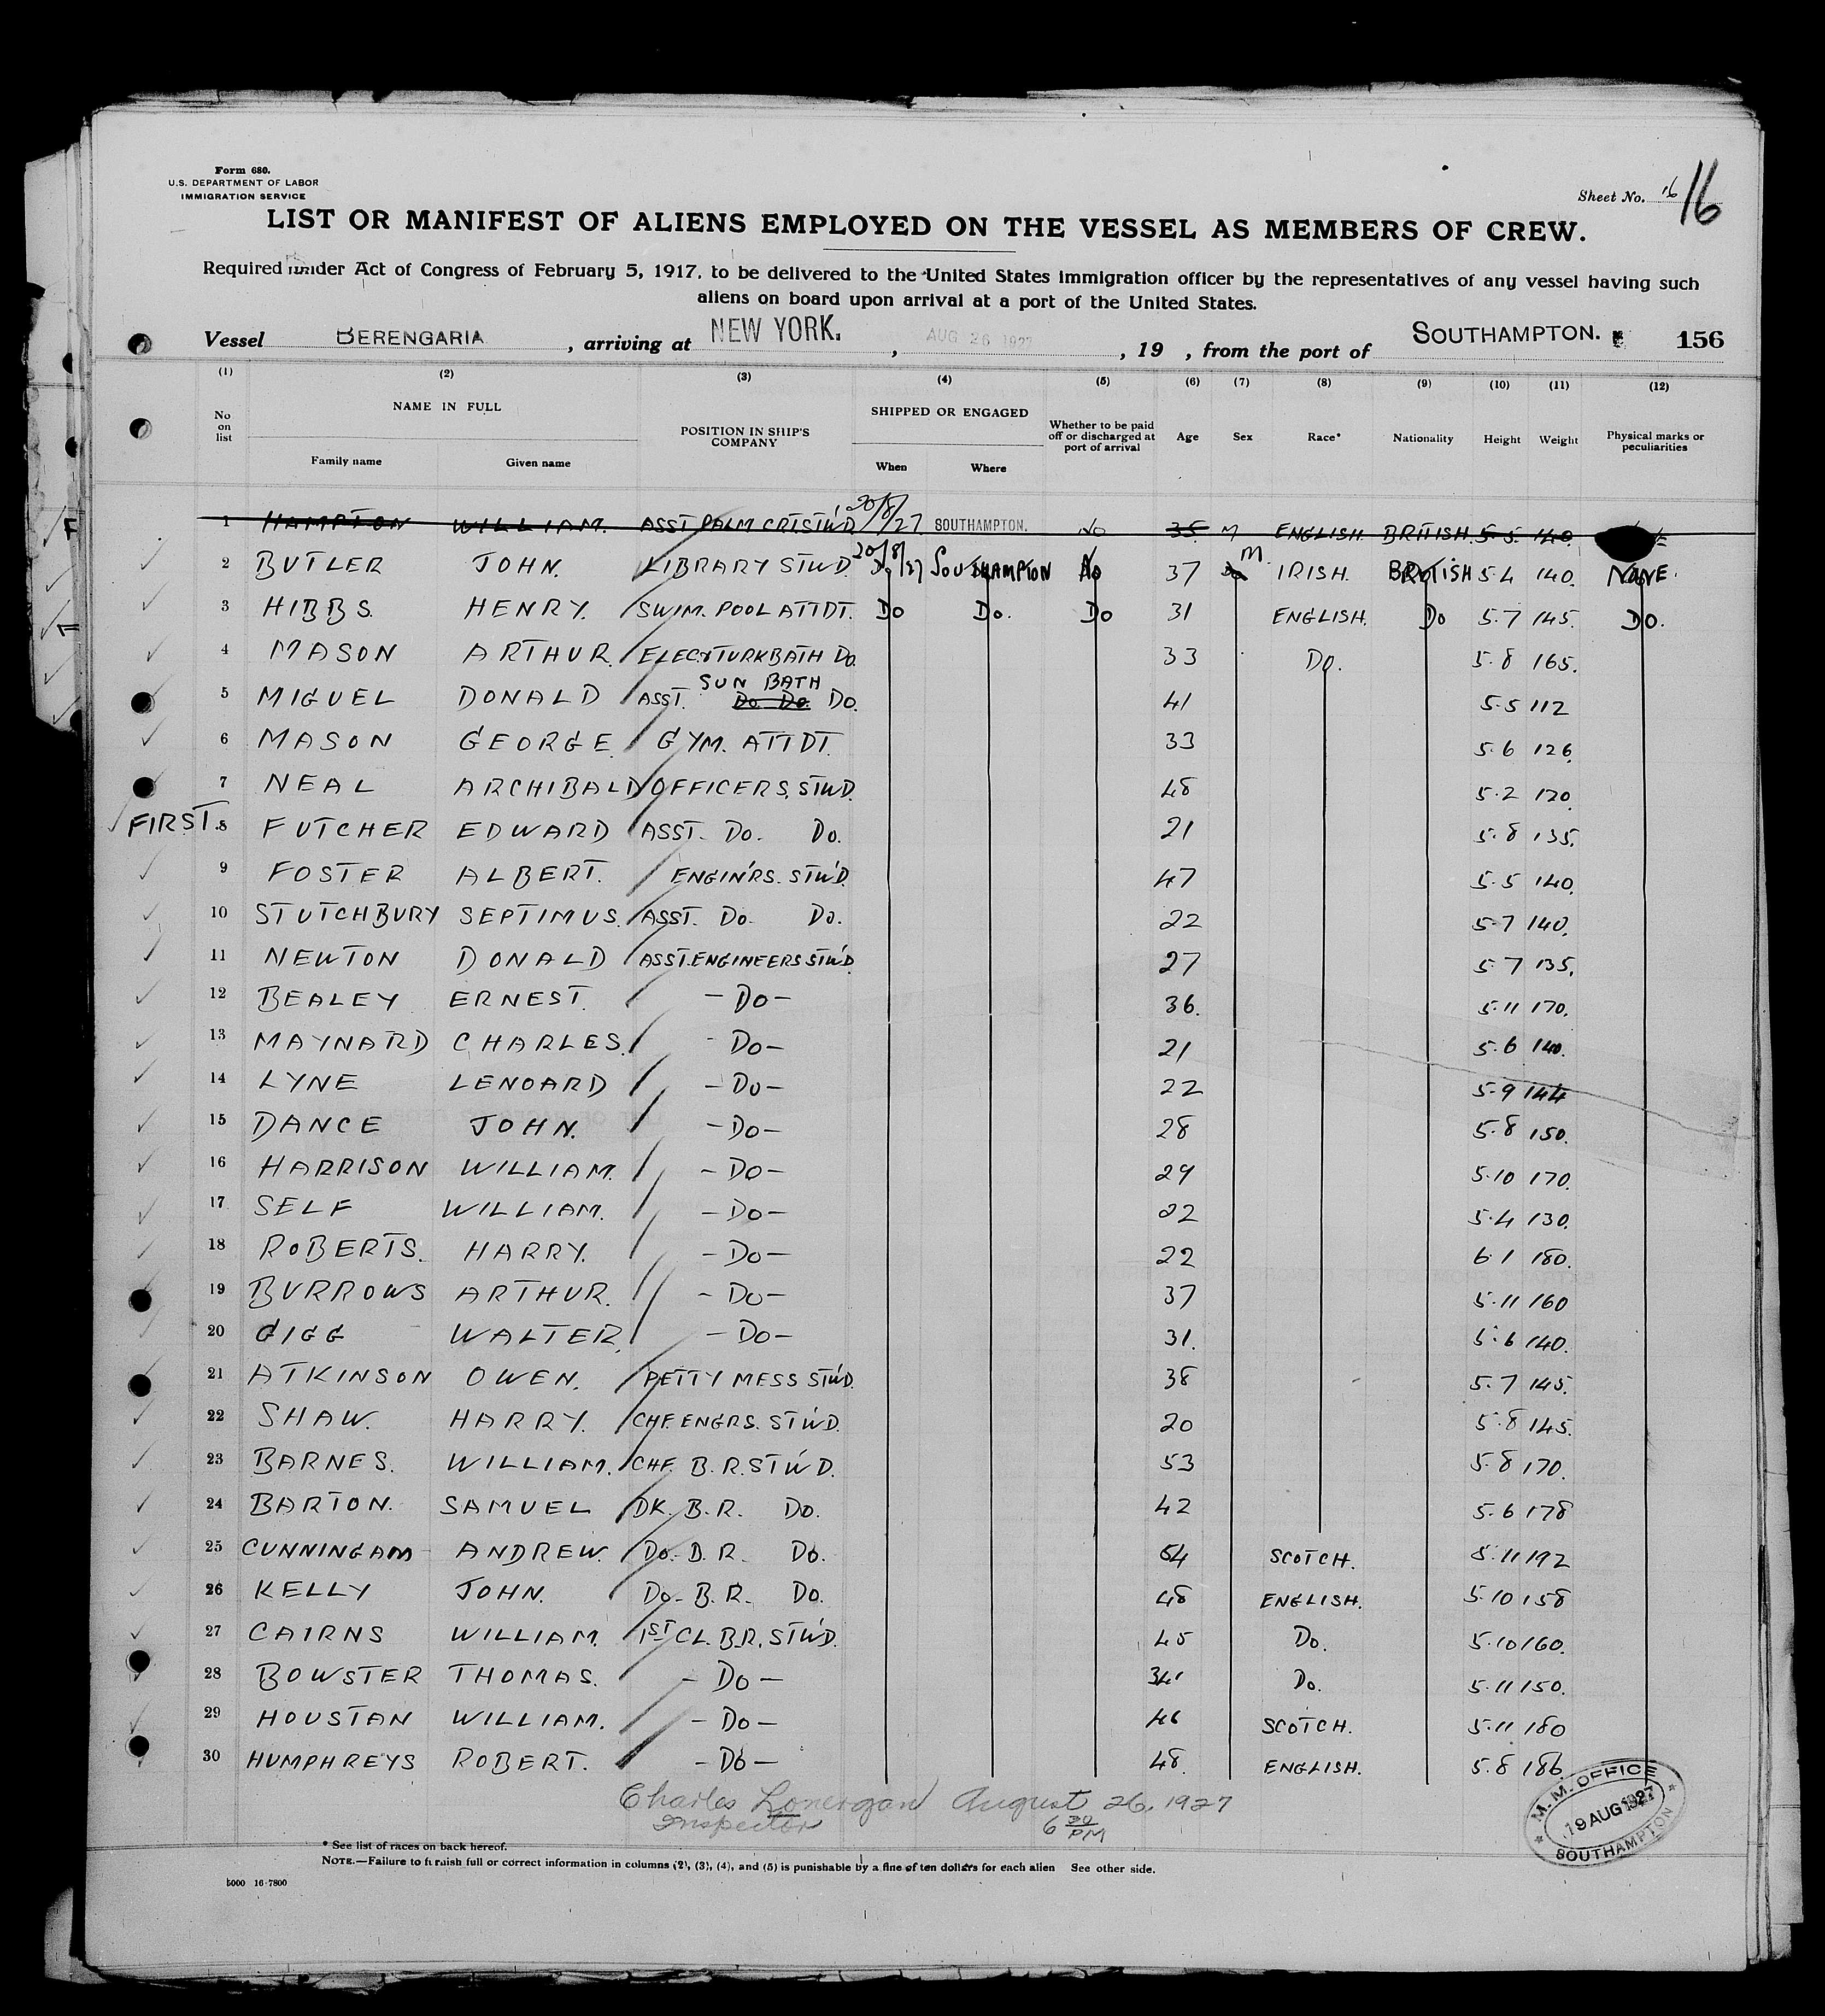 Form 680.
U.S. DEPARTMENT OF LABOR
IMMIGRATION SERVICE
Sheet No. 16 16
LIST OR MANIFEST OF ALIENS EMPLOYED ON THE VESSEL AS MEMBERS OF CREW.
Required under Act of Congress of February 5, 1917, to be delivered to the United States immigration officer by the representatives of any vessel having such
aliens on board upon arrival at a port of the United States.
Vessel BERENGARIA, arriving at NEW YORK., AUG 26 1927, 19 , from the port of SOUTHAMPTON. 156
(1) (2) (3) (4) (5) (6) (7) (8) (9) (10) (11) (12)
No on list NAME IN FULL Family name Given name POSITION IN SHIP'S COMPANY SHIPPED OR ENGAGED When Where Whether to be paid off or discharged at port of arrival Age Sex Race* Nationality Height Weight Physical marks or peculiarities
1 HAMPTON WILLIAM. ASST PALM CRT STW'D 20/8/27 SOUTHAMPTON. NO 35 M ENGLISH. BRITISH. 5-5 140.
2 BUTLER JOHN. LIBRARY STW'D. 20/8/27 SOUTHAMPTON NO 37 M IRISH. BRITISH 5-4 140. NONE.
3 HIBBS. HENRY. SWIM. POOL ATTDT. DO DO. DO 31 ENGLISH. DO 5-7 145. DO.
4 MASON ARTHUR. ELEC & TURK BATH DO. 33 DO. 5-8 165.
5 MIGUEL DONALD ASST. SUN BATH DO DO DO. 41 5-5 112
6 MASON GEORGE GYM. ATTDT. 33 5-6 126.
7 NEAL ARCHIBALD OFFICERS. STW'D. 48 5-2 120.
FIRST. 8 FUTCHER EDWARD ASST. DO. DO. 21 5-8 135.
9 FOSTER ALBERT. ENGIN'RS. STW'D. 47 5-5 140.
10 STUTCHBURY SEPTIMUS. ASST. DO. DO. 22 5-7 140.
11 NEWTON DONALD ASST. ENGINEERS STW'D. 27 5-7 135.
12 BEALEY ERNEST. -DO- 36. 5-11 170.
13 MAYNARD CHARLES. -DO- 21 5-6 140.
14 LYNE LENOARD -DO- 22 5-9 144
15 DANCE JOHN. -DO- 28 5-8 150.
16 HARRISON WILLIAM. -DO- 29 5-10 170.
17 SELF WILLIAM. -DO- 22 5-4 130.
18 ROBERTS. HARRY. -DO- 22 6-1 180.
19 BURROWS ARTHUR. -DO- 37 5-11 160
20 GIGG WALTER. -DO- 31. 5-6 140.
21 ATKINSON OWEN. PETTY MESS STW'D. 38 5-7 145.
22 SHAW. HARRY. CHF. ENGRS. STW'D. 20 5-8 145.
23 BARNES. WILLIAM. CHF. B.R. STW'D. 53 5-8 170.
24 BARTON. SAMUEL DK. B.R. DO. 42 5-6 178
25 CUNNINGAM ANDREW. DO. B.R. DO. 54 SCOTCH. 5-11 192
26 KELLY JOHN. DO. B.R. DO. 48 ENGLISH. 5-10 158
27 CAIRNS WILLIAM. 1ST CL. B.R. STW'D. 45 DO. 5-10 160.
28 BOWSTER THOMAS. -DO- 34 DO. 5-11 150.
29 HOUSTAN WILLIAM. -DO- 46 SCOTCH. 5-11 180
30 HUMPHREYS ROBERT. -DO- 48. ENGLISH. 5-8 186
Charles Lonergan August 26, 1927
Inspector 6 30 PM
M.M. OFFICE
19 AUG 1927
SOUTHAMPTON
* See list of races on back hereof.
NOTE.—Failure to furnish full or correct information in columns (2), (3), (4), and (5) is punishable by a fine of ten dollars for each alien See other side.
5000 16-7800